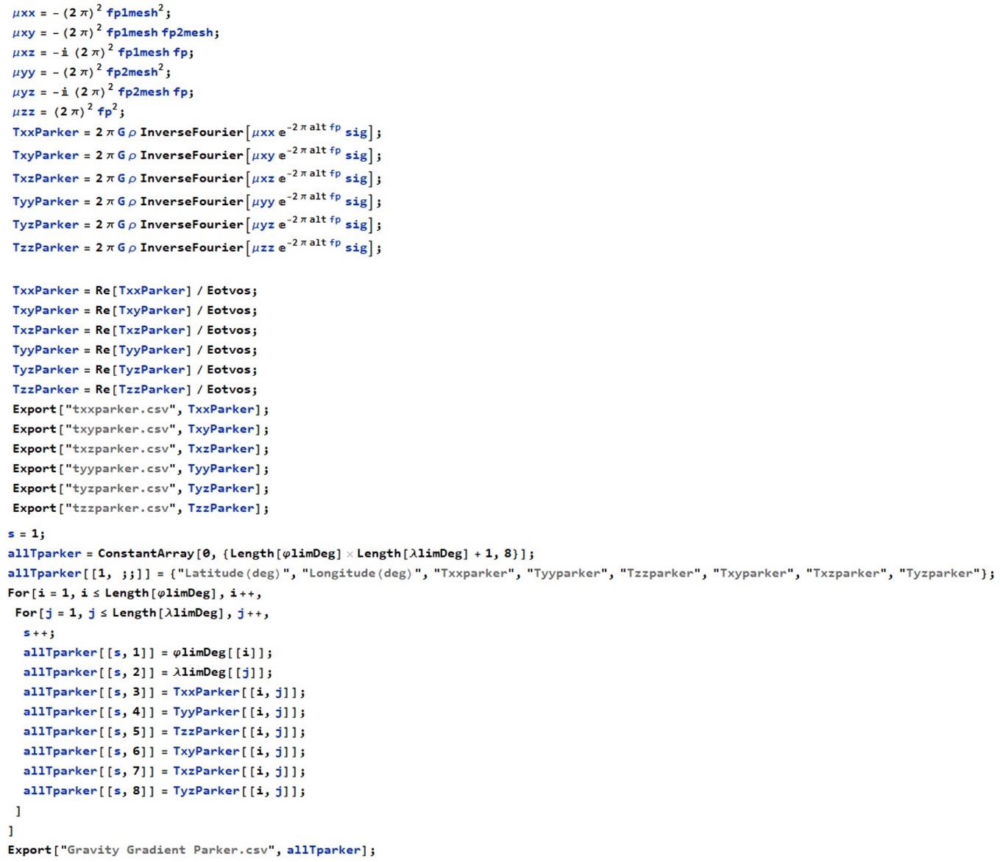 μxx = - (2 π)² fp1mesh²;
μxy = - (2 π)² fp1mesh fp2mesh;
μxz = -ⅈ (2 π)² fp1mesh fp;
μyy = - (2 π)² fp2mesh²;
μyz = -ⅈ (2 π)² fp2mesh fp;
μzz = (2 π)² fp²;
TxxParker = 2 π G ρ InverseFourier[μxx ⅇ^(-2 π alt fp) sig];
TxyParker = 2 π G ρ InverseFourier[μxy ⅇ^(-2 π alt fp) sig];
TxzParker = 2 π G ρ InverseFourier[μxz ⅇ^(-2 π alt fp) sig];
TyyParker = 2 π G ρ InverseFourier[μyy ⅇ^(-2 π alt fp) sig];
TyzParker = 2 π G ρ InverseFourier[μyz ⅇ^(-2 π alt fp) sig];
TzzParker = 2 π G ρ InverseFourier[μzz ⅇ^(-2 π alt fp) sig];
TxxParker = Re[TxxParker] / Eotvos;
TxyParker = Re[TxyParker] / Eotvos;
TxzParker = Re[TxzParker] / Eotvos;
TyyParker = Re[TyyParker] / Eotvos;
TyzParker = Re[TyzParker] / Eotvos;
TzzParker = Re[TzzParker] / Eotvos;
Export["txxparker.csv", TxxParker];
Export["txyparker.csv", TxyParker];
Export["txzparker.csv", TxzParker];
Export["tyyparker.csv", TyyParker];
Export["tyzparker.csv", TyzParker];
Export["tzzparker.csv", TzzParker];
s = 1;
allTparker = ConstantArray[0, {Length[φlimDeg] × Length[λlimDeg] + 1, 8}];
allTparker[[1, ;;]] = {"Latitude(deg)", "Longitude(deg)", "Txxparker", "Tyyparker", "Tzzparker", "Txyparker", "Txzparker", "Tyzparker"};
For[i = 1, i ≤ Length[φlimDeg], i++,
For[j = 1, j ≤ Length[λlimDeg], j++,
s++;
allTparker[[s, 1]] = φlimDeg[[i]];
allTparker[[s, 2]] = λlimDeg[[j]];
allTparker[[s, 3]] = TxxParker[[i, j]];
allTparker[[s, 4]] = TyyParker[[i, j]];
allTparker[[s, 5]] = TzzParker[[i, j]];
allTparker[[s, 6]] = TxyParker[[i, j]];
allTparker[[s, 7]] = TxzParker[[i, j]];
allTparker[[s, 8]] = TyzParker[[i, j]];
]
]
Export["Gravity Gradient Parker.csv", allTparker];